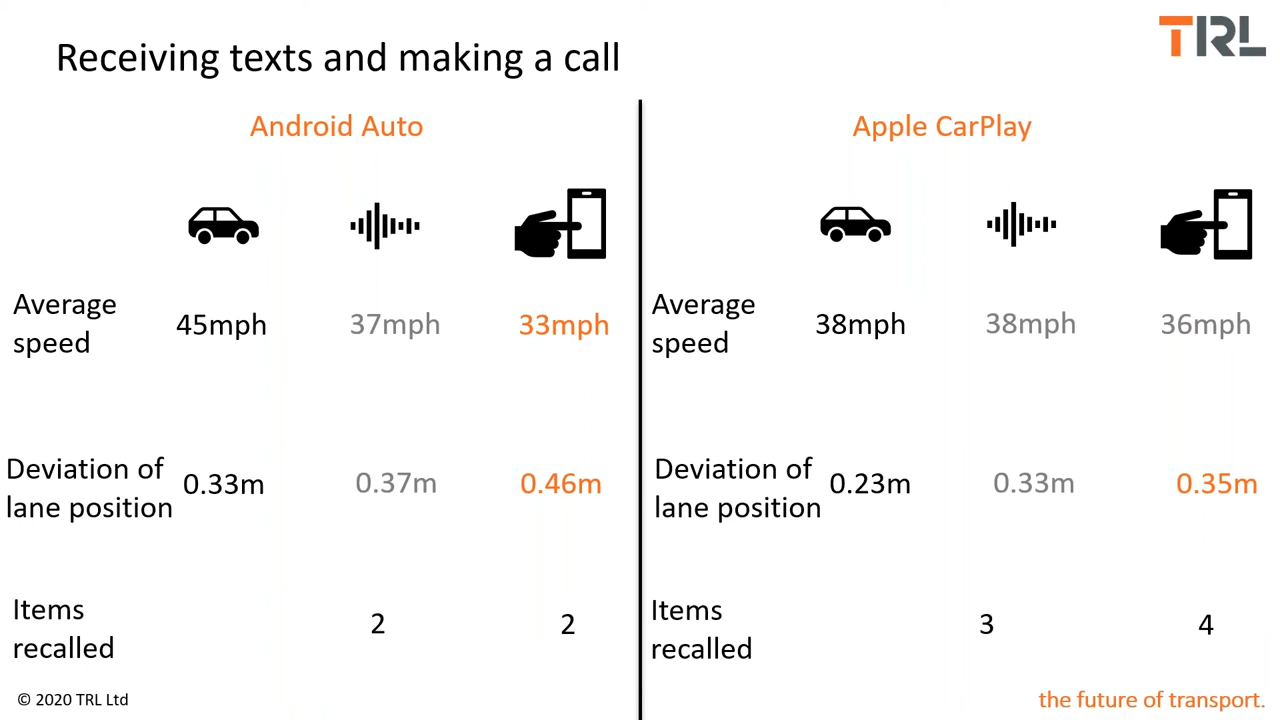 Receiving texts and making a call
TRL
Android Auto
Average
speed
45mph
37mph
33mph
Deviation of
lane position
0.33m
0.37m
0.46m
Items
recalled
2
2
Apple CarPlay
Average
speed
38mph
38mph
36mph
Deviation of
lane position
0.23m
0.33m
0.35m
Items
recalled
3
4
© 2020 TRL Ltd
the future of transport.